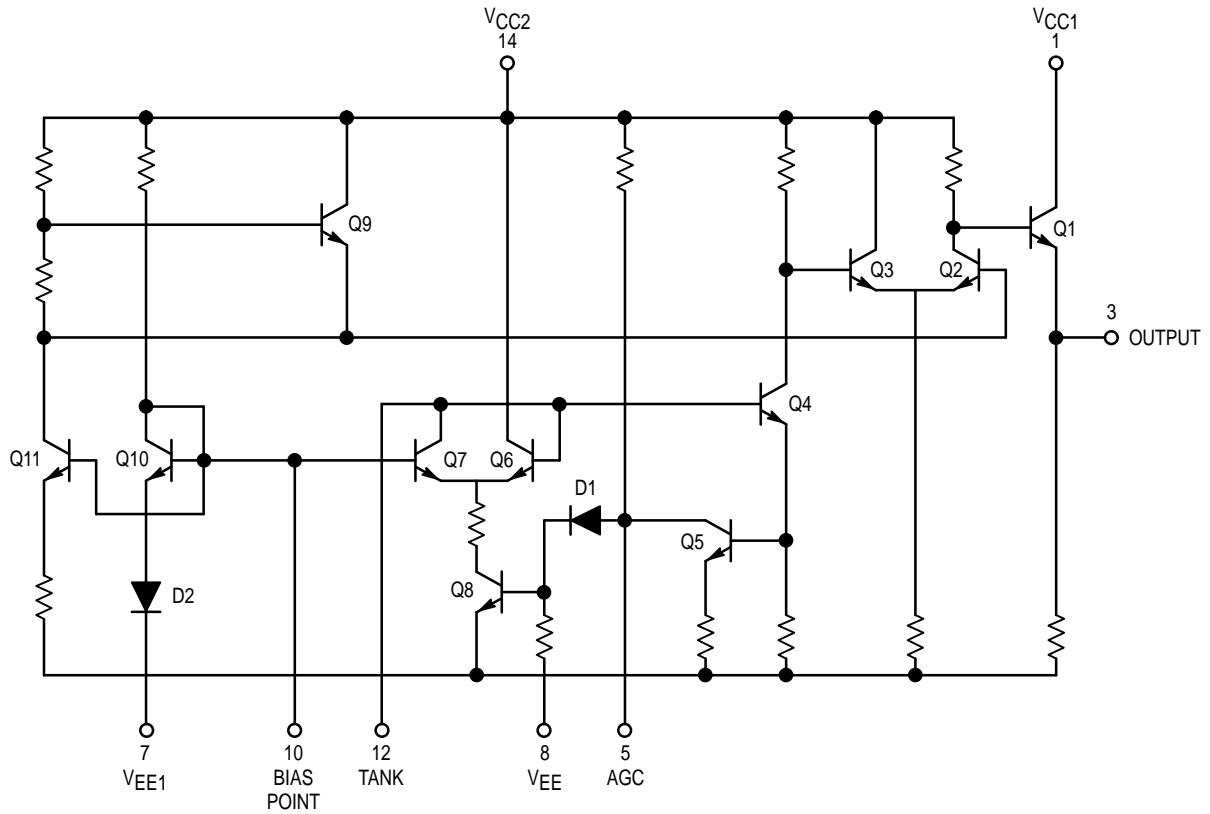 VCC2
14
VCC1
1
Q9
Q3
Q2
Q1
3
OUTPUT
Q4
Q11
Q10
Q7
Q6
D1
Q5
Q8
D2
7
VEE1
10
BIAS
POINT
12
TANK
8
VEE
5
AGC